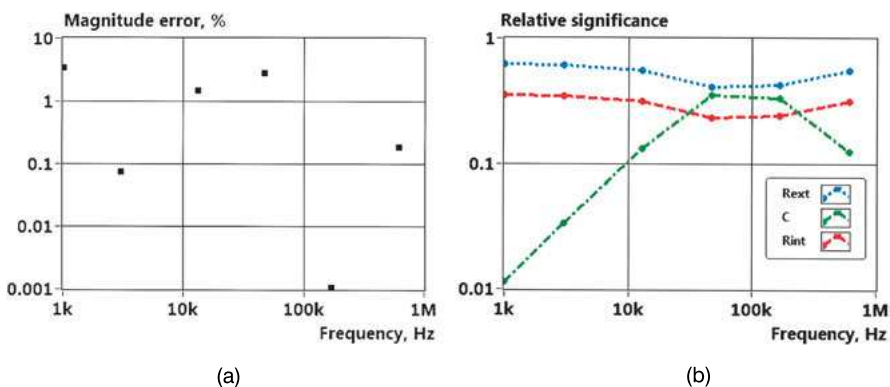 Magnitude error, %
10
1
0.1
0.01
0.001
1k 10k 100k 1M
Frequency, Hz
(a)
Relative significance
1
0.1
0.01
Rext
C
Rint
1k 10k 100k 1M
Frequency, Hz
(b)